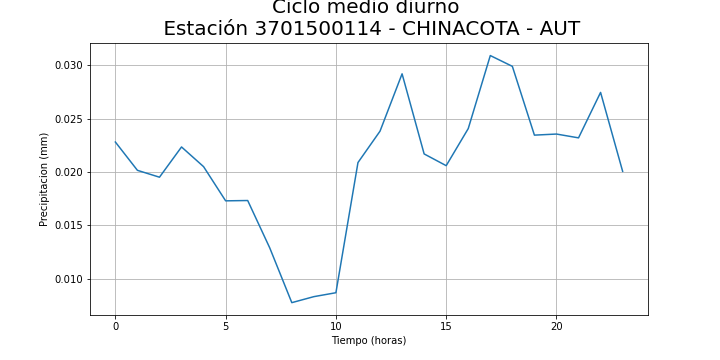 Ciclo medio diurno
Estación 3701500114 - CHINACOTA - AUT
0.030
0.025
0.020
0.015
0.010
Precipitacion (mm)
0 5 10 15 20
Tiempo (horas)